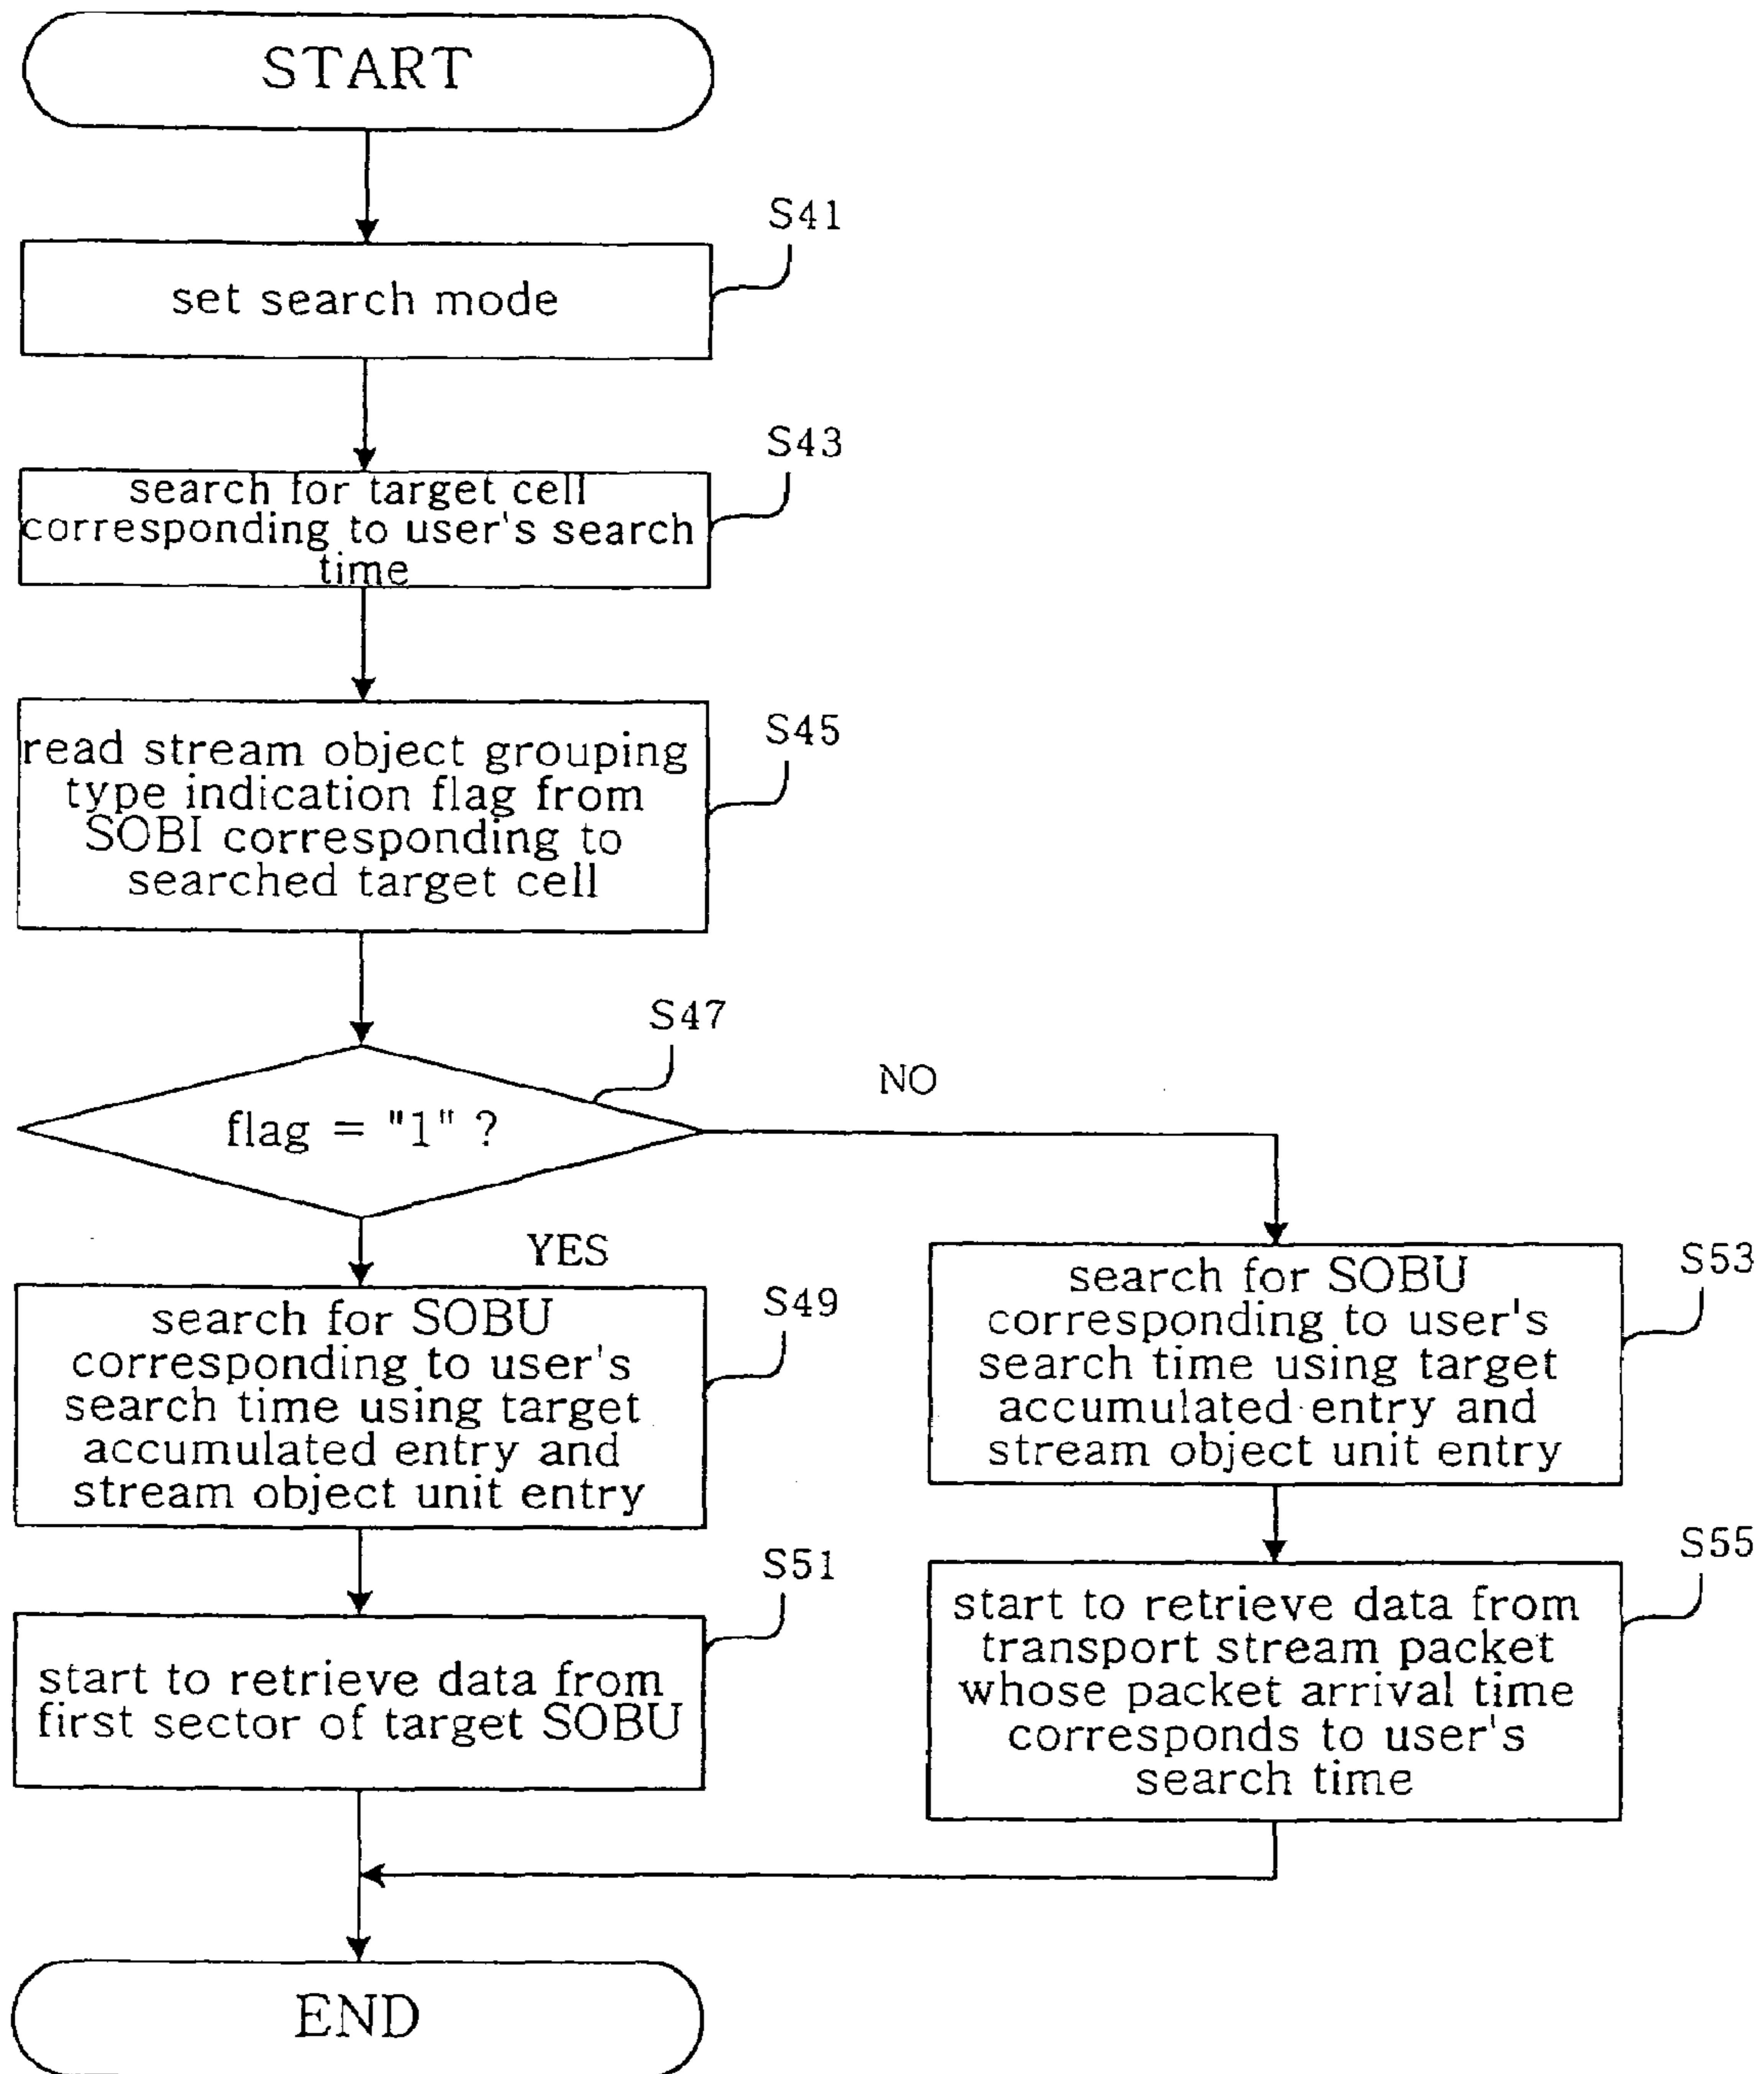 START
S41
set search mode
S43
search for target cell
corresponding to user's search
time
S45
read stream object grouping
type indication flag from
SOBI corresponding to
searched target cell
S47
flag = "1" ?
NO
YES
S49
search for SOBU
corresponding to user's
search time using target
accumulated entry and
stream object unit entry
S53
search for SOBU
corresponding to user's
search time using target
accumulated entry and
stream object unit entry
S51
start to retrieve data from
first sector of target SOBU
S55
start to retrieve data from
transport stream packet
whose packet arrival time
corresponds to user's
search time
END